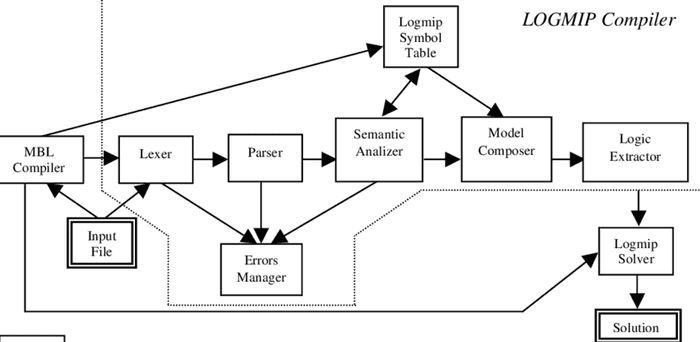 LOGMIP Compiler
Logmip
Symbol
Table
MBL
Compiler
Lexer
Parser
Semantic
Analizer
Model
Composer
Logic
Extractor
Input
File
Errors
Manager
Logmip
Solver
Solution